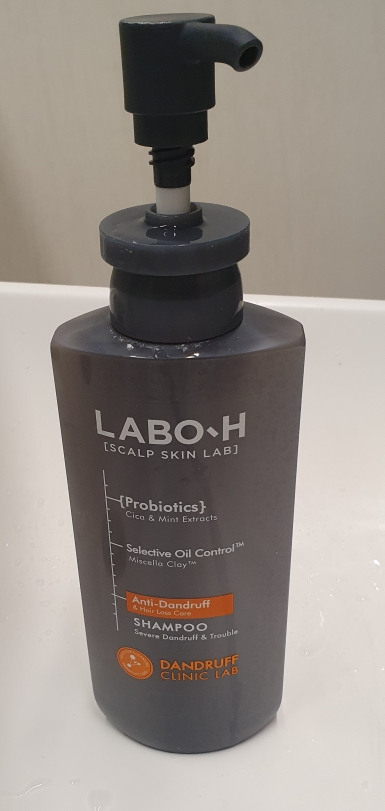 LABO-H
[SCALP SKIN LAB]
{Probiotics}
Cica & Mint Extracts
Selective Oil Control™
Miscella Clay™
Anti-Dandruff
& Hair Loss Care
SHAMPOO
Severe Dandruff & Trouble
DANDRUFF
CLINIC LAB